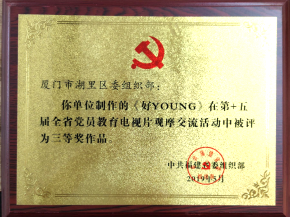 厦门市湖里区委组织部：
你单位制作的《好YOUNG》在第十五
届全省党员教育电视片观摩交流活动中被评
为三等奖作品。
中共福建省委组织部
2019年5月